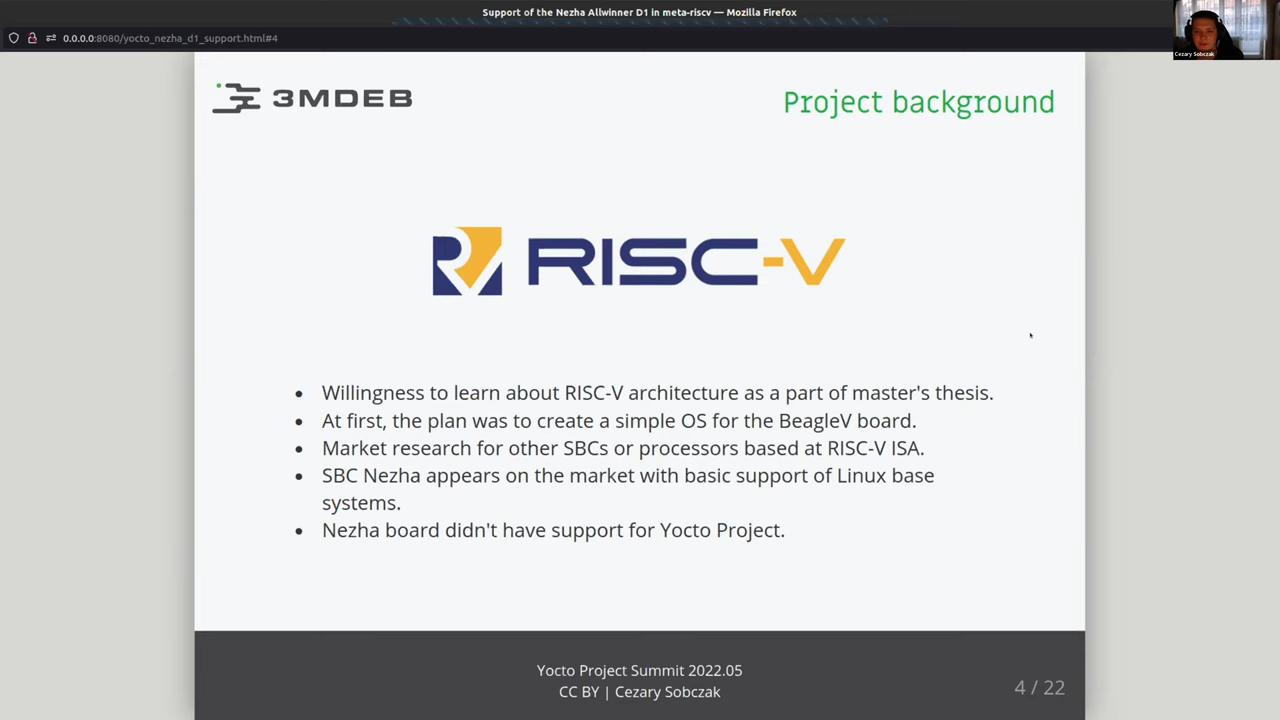 Support of the Nezha Allwinner D1 in meta-riscv — Mozilla Firefox
0.0.0.0:8080/yocto_nezha_d1_support.html#4
Cezary Sobczak
3MDEB
Project background
RISC-V
• Willingness to learn about RISC-V architecture as a part of master's thesis.
• At first, the plan was to create a simple OS for the BeagleV board.
• Market research for other SBCs or processors based at RISC-V ISA.
• SBC Nezha appears on the market with basic support of Linux base
systems.
• Nezha board didn't have support for Yocto Project.
Yocto Project Summit 2022.05
CC BY | Cezary Sobczak
4 / 22